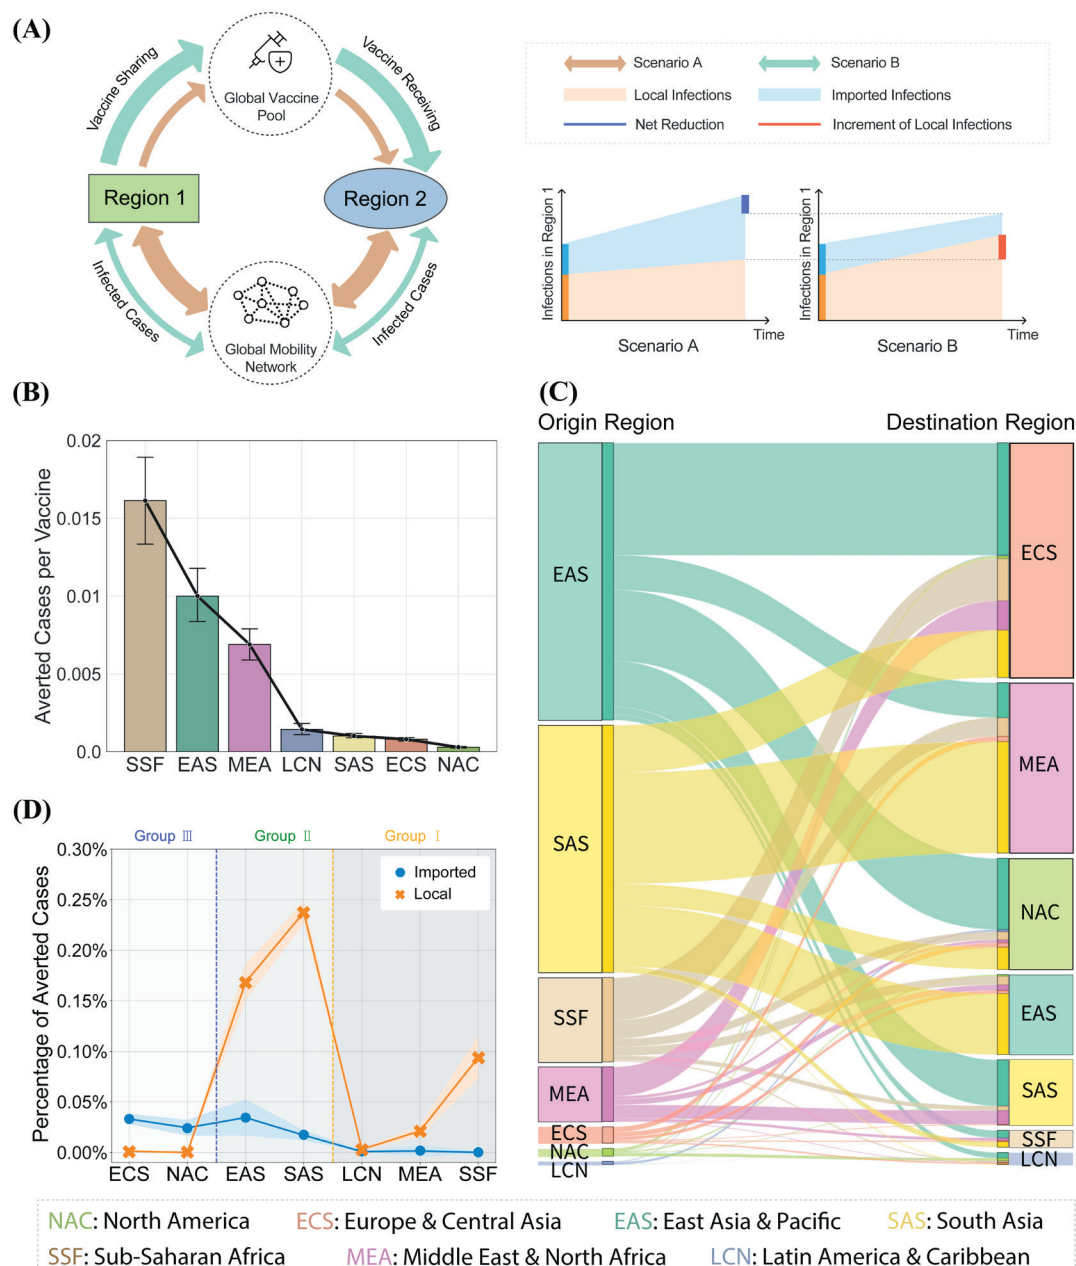 (A)
Vaccine Sharing
Global Vaccine
Pool
Vaccine Receiving
Region 1
Region 2
Infected Cases
Global Mobility
Network
Infected Cases
Scenario A
Scenario B
Local Infections
Imported Infections
Net Reduction
Increment of Local Infections
Infections in Region 1
Time
Scenario A
Infections in Region 1
Time
Scenario B
(B)
Averted Cases per Vaccine
0.02
0.015
0.01
0.005
0.0
SSF EAS MEA LCN SAS ECS NAC
(C)
Origin Region
Destination Region
EAS
SAS
SSF
MEA
ECS
NAC
LCN
ECS
MEA
NAC
EAS
SAS
SSF
LCN
(D)
Group Ⅲ
Group Ⅱ
Group Ⅰ
Percentage of Averted Cases
0.30%
0.25%
0.20%
0.15%
0.10%
0.05%
0.00%
Imported
Local
ECS NAC EAS SAS LCN MEA SSF
NAC: North America ECS: Europe & Central Asia EAS: East Asia & Pacific SAS: South Asia
SSF: Sub-Saharan Africa MEA: Middle East & North Africa LCN: Latin America & Caribbean